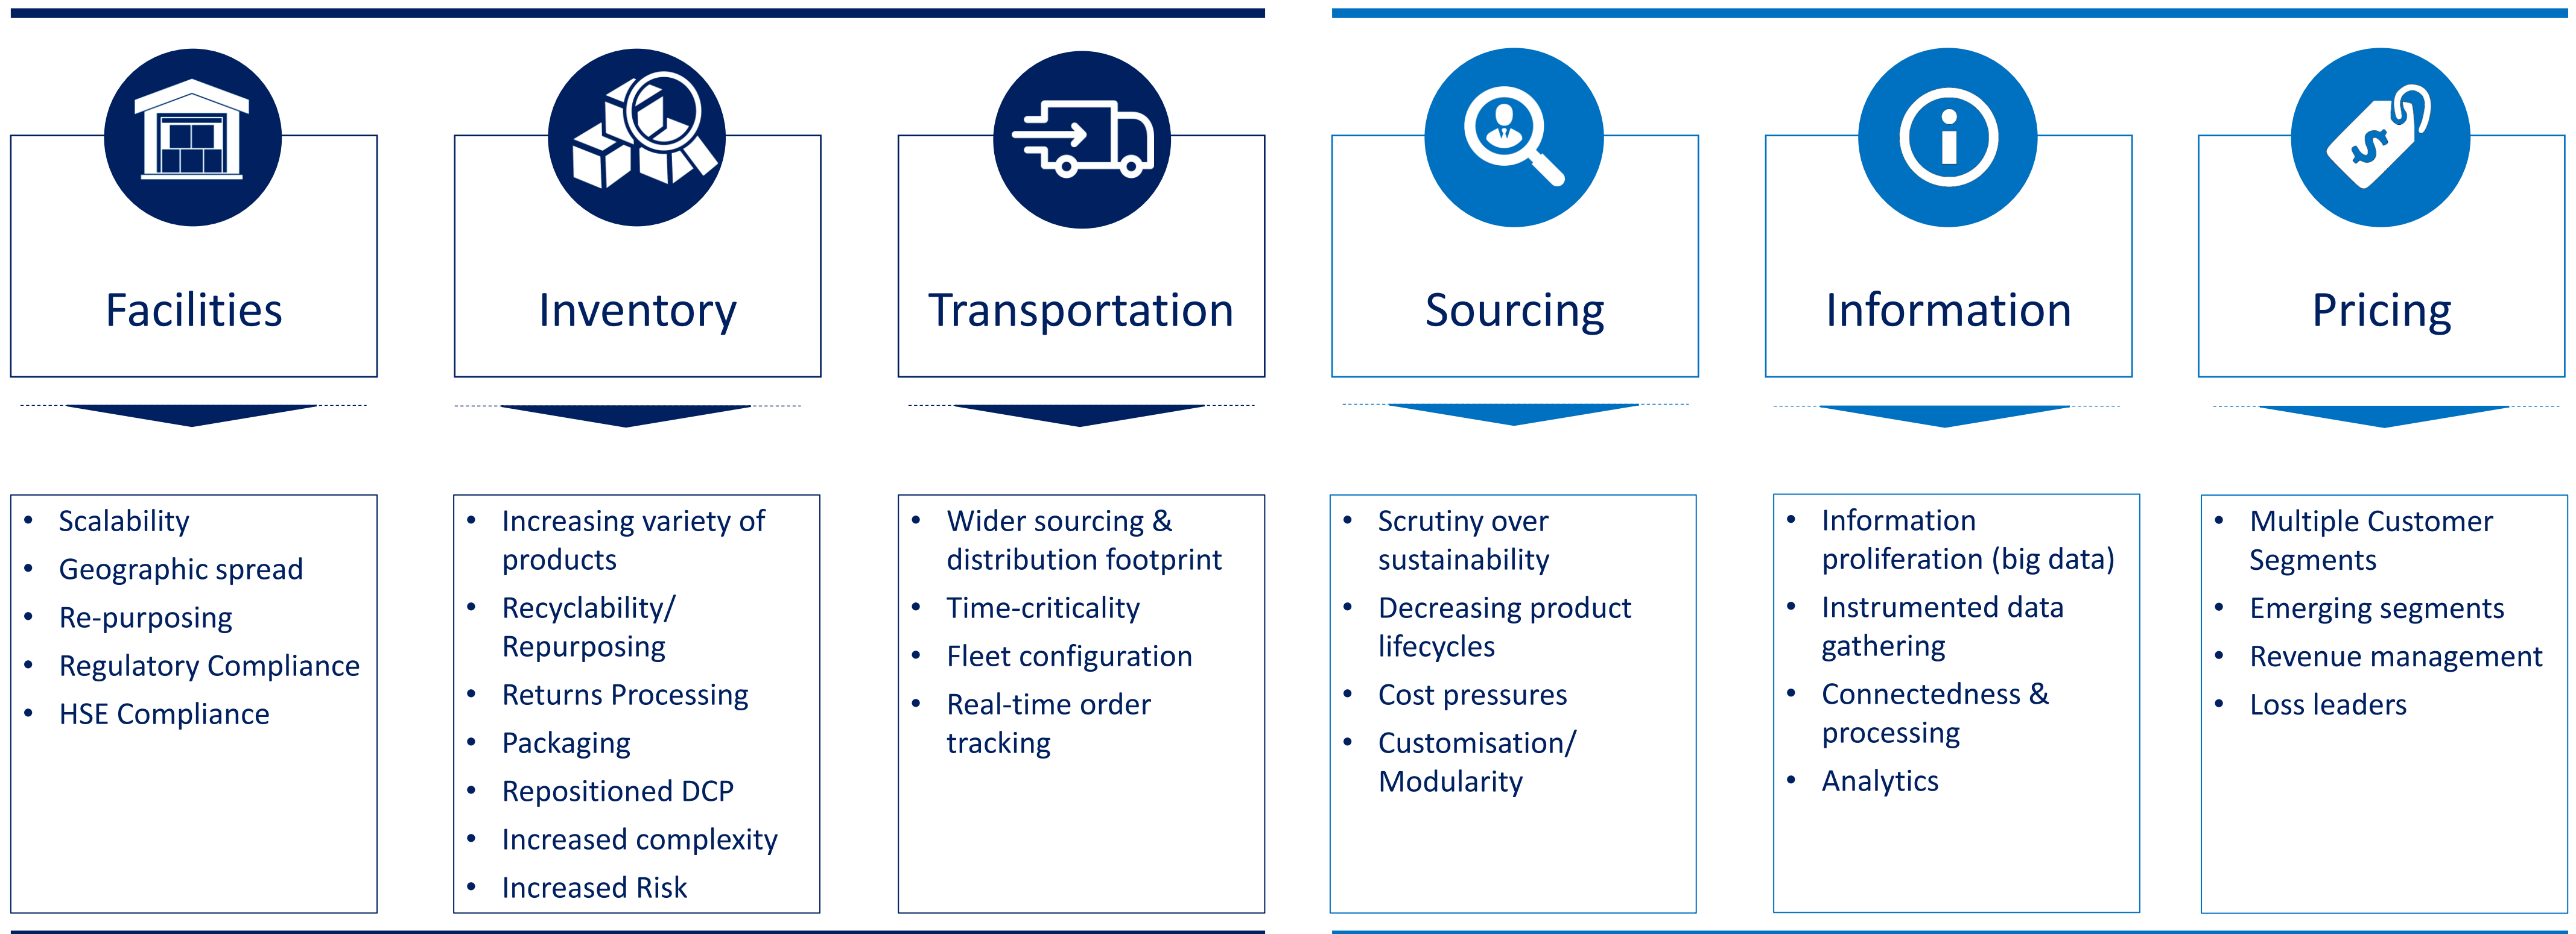 Facilities
Inventory
Transportation
Sourcing
Information
Pricing
• Scalability
• Geographic spread
• Re-purposing
• Regulatory Compliance
• HSE Compliance
• Increasing variety of
products
• Recyclability/
Repurposing
• Returns Processing
• Packaging
• Repositioned DCP
• Increased complexity
• Increased Risk
• Wider sourcing &
distribution footprint
• Time-criticality
• Fleet configuration
• Real-time order
tracking
• Scrutiny over
sustainability
• Decreasing product
lifecycles
• Cost pressures
• Customisation/
Modularity
• Information
proliferation (big data)
• Instrumented data
gathering
• Connectedness &
processing
• Analytics
• Multiple Customer
Segments
• Emerging segments
• Revenue management
• Loss leaders